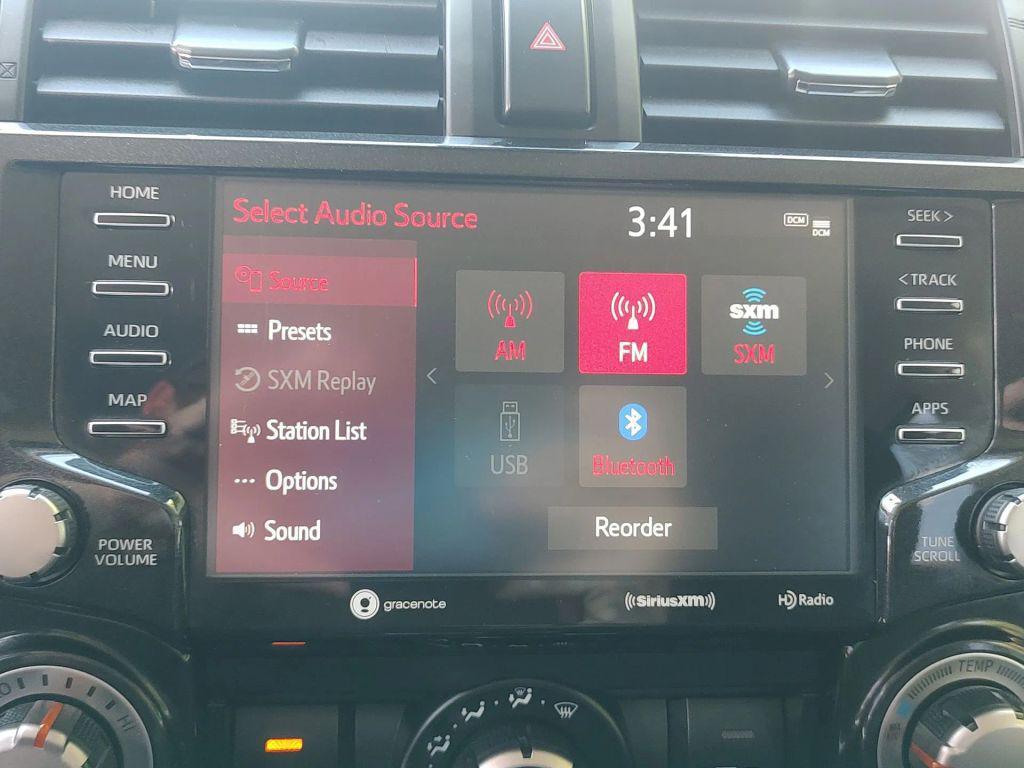 HOME
MENU
AUDIO
MAP
POWER
VOLUME
Select Audio Source
3:41
DCM
DCM
Source
Presets
SXM Replay
Station List
Options
Sound
AM
FM
sxm
SXM
USB
Bluetooth
Reorder
SEEK >
< TRACK
PHONE
APPS
TUNE
SCROLL
gracenote
((SiriusXM))
HD Radio
HI
TEMP